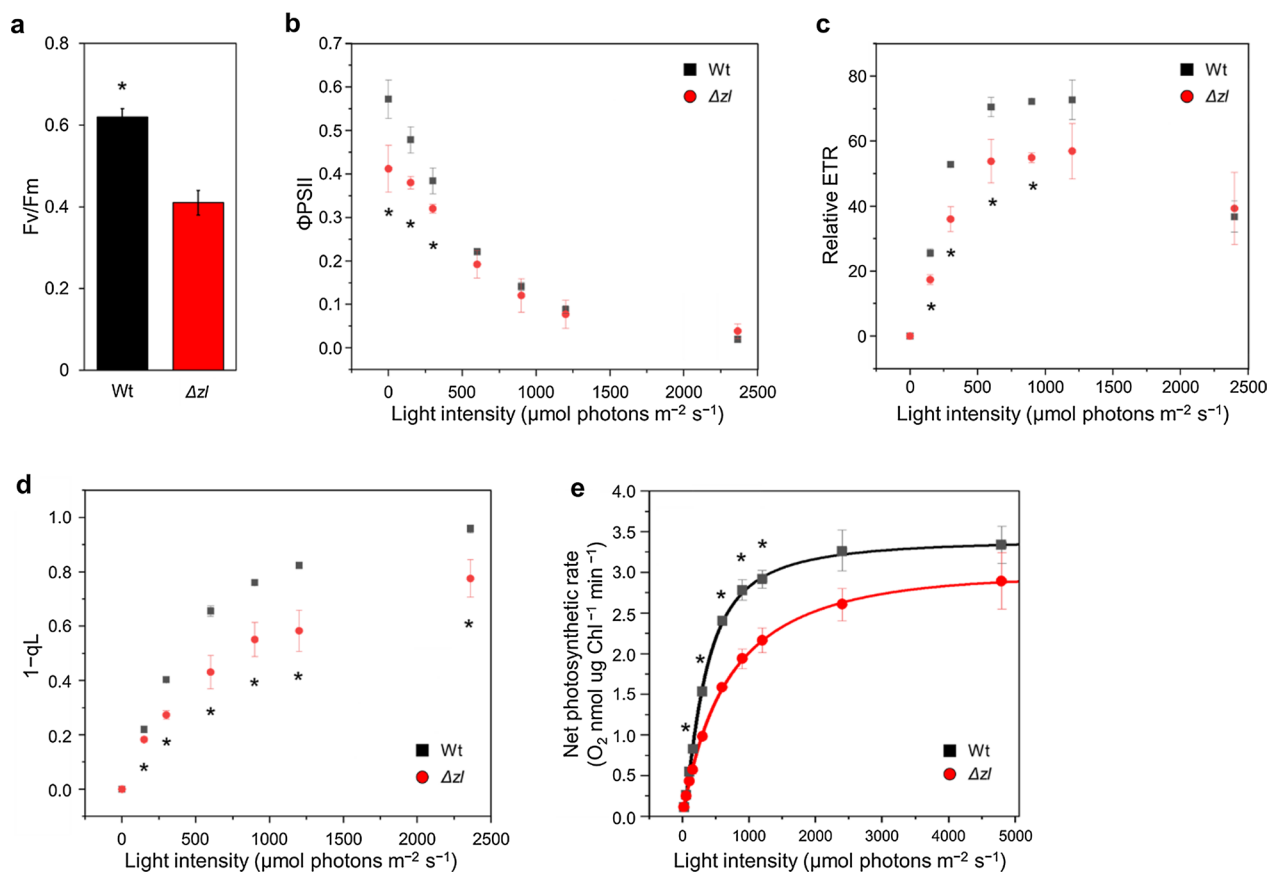 a
0.8
0.6
0.4
0.2
0
Fv/Fm
*
Wt
Δzl
b
0.7
0.6
0.5
0.4
0.3
0.2
0.1
0.0
ΦPSII
Wt
Δzl
* * *
0 500 1000 1500 2000 2500
Light intensity (µmol photons m⁻² s⁻¹)
c
80
60
40
20
0
Relative ETR
Wt
Δzl
* * * *
0 500 1000 1500 2000 2500
Light intensity (µmol photons m⁻² s⁻¹)
d
1.0
0.8
0.6
0.4
0.2
0.0
1−qL
* * * * * *
Wt
Δzl
0 500 1000 1500 2000 2500
Light intensity (µmol photons m⁻² s⁻¹)
e
4.0
3.5
3.0
2.5
2.0
1.5
1.0
0.5
0.0
Net photosynthetic rate
(O₂ nmol ug Chl⁻¹ min⁻¹)
* * * * *
Wt
Δzl
0 1000 2000 3000 4000 5000
Light intensity (µmol photons m⁻² s⁻¹)